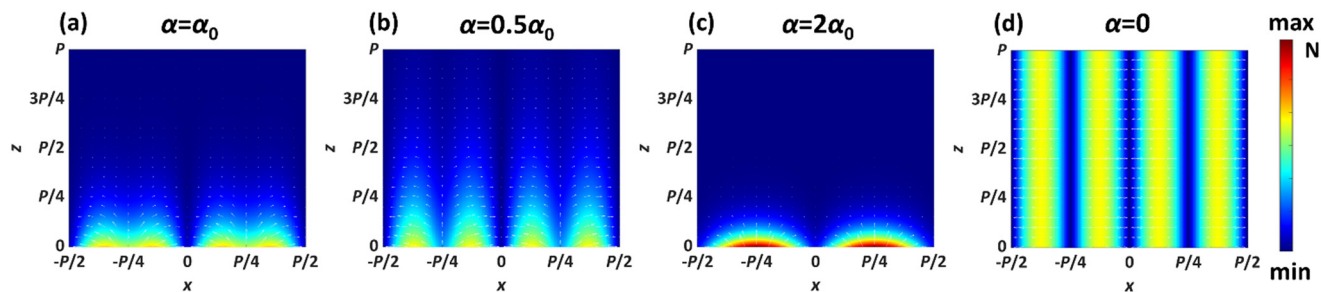 (a) α=α₀ (b) α=0.5α₀ (c) α=2α₀ (d) α=0 max
N
P P P P
3P/4 3P/4 3P/4 3P/4
z P/2 z P/2 z P/2 z P/2
P/4 P/4 P/4 P/4
0 0 0 0
-P/2 -P/4 0 P/4 P/2 -P/2 -P/4 0 P/4 P/2 -P/2 -P/4 0 P/4 P/2 -P/2 -P/4 0 P/4 P/2 min
x x x x